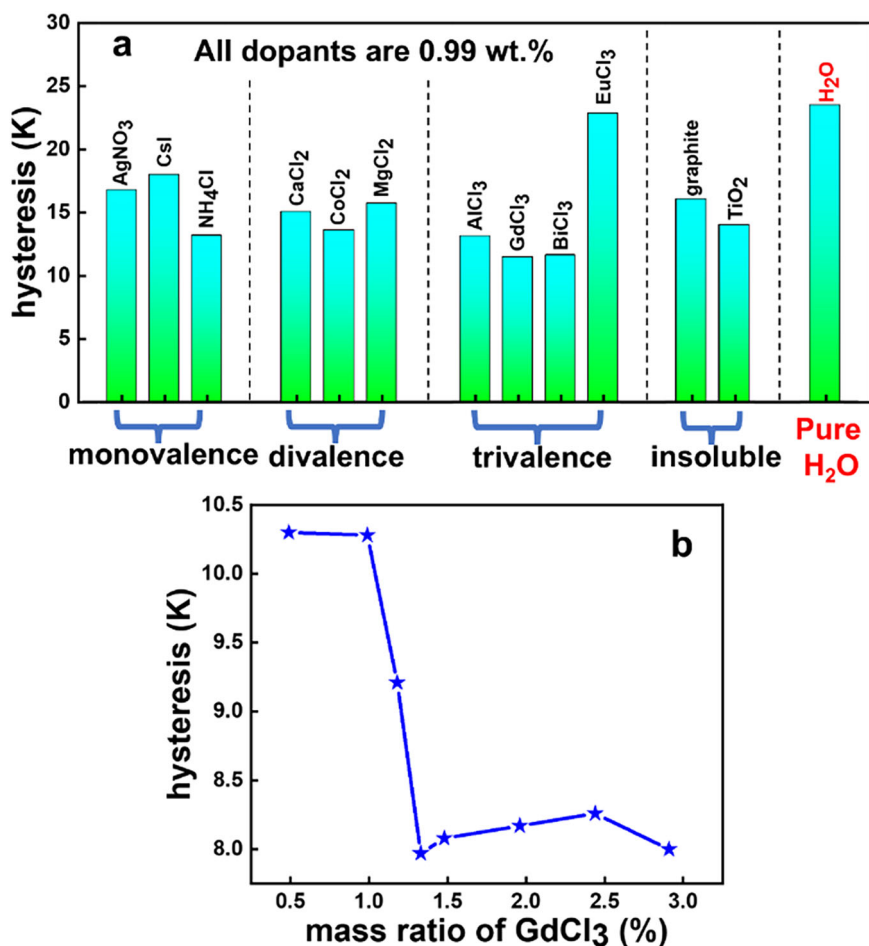 a
All dopants are 0.99 wt.%
hysteresis (K)
30
25
20
15
10
5
0
AgNO₃
CsI
NH₄Cl
CaCl₂
CoCl₂
MgCl₂
AlCl₃
GdCl₃
BiCl₃
EuCl₃
graphite
TiO₂
H₂O
monovalence
divalence
trivalence
insoluble
Pure
H₂O
b
hysteresis (K)
10.5
10.0
9.5
9.0
8.5
8.0
0.5 1.0 1.5 2.0 2.5 3.0
mass ratio of GdCl₃ (%)